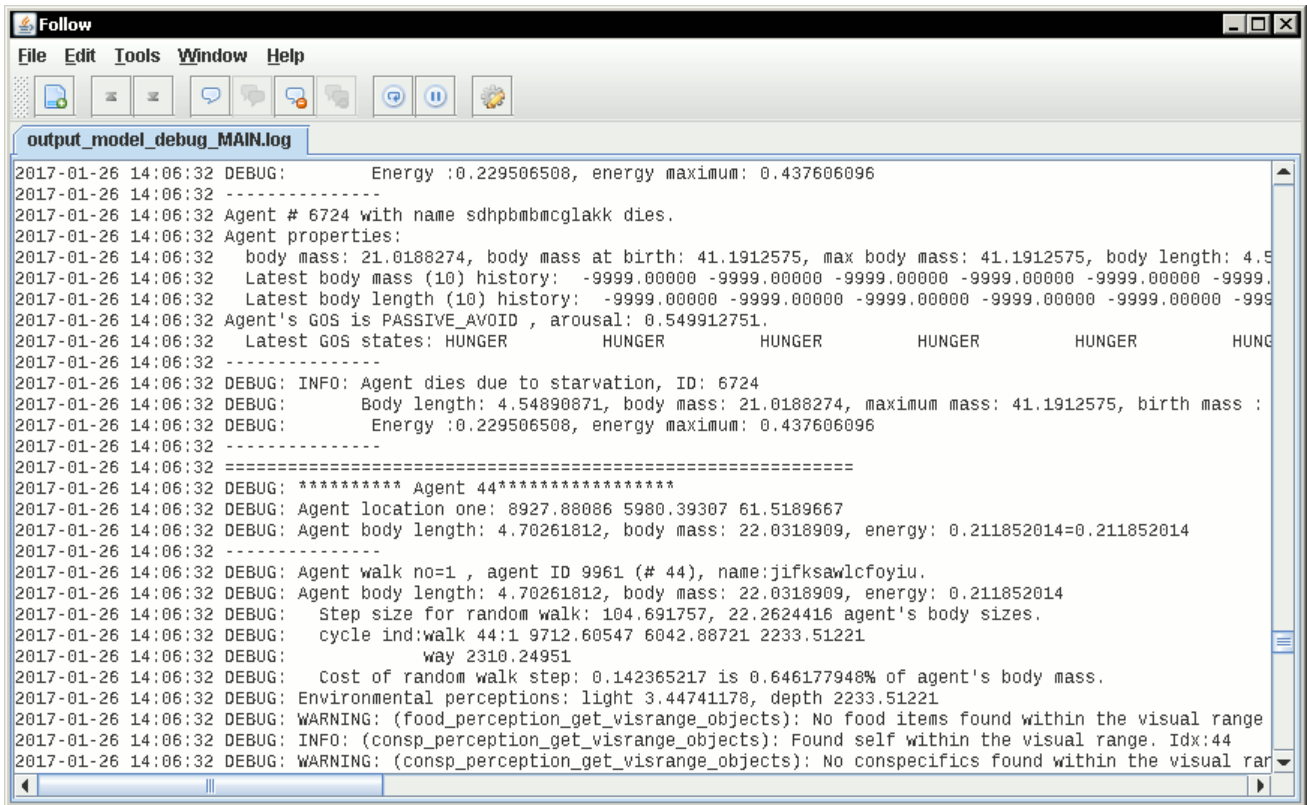 Follow
File Edit Tools Window Help
output_model_debug_MAIN.log
2017-01-26 14:06:32 DEBUG:        Energy :0.229506508, energy maximum: 0.437606096
2017-01-26 14:06:32 ---------------
2017-01-26 14:06:32 Agent # 6724 with name sdhpbmbmcglakk dies.
2017-01-26 14:06:32 Agent properties:
2017-01-26 14:06:32   body mass: 21.0188274, body mass at birth: 41.1912575, max body mass: 41.1912575, body length: 4.5
2017-01-26 14:06:32   Latest body mass (10) history:  -9999.00000 -9999.00000 -9999.00000 -9999.00000 -9999.00000 -9999.
2017-01-26 14:06:32   Latest body length (10) history:  -9999.00000 -9999.00000 -9999.00000 -9999.00000 -9999.00000 -999
2017-01-26 14:06:32 Agent's GOS is PASSIVE_AVOID , arousal: 0.549912751.
2017-01-26 14:06:32   Latest GOS states: HUNGER         HUNGER         HUNGER         HUNGER         HUNGER         HUNG
2017-01-26 14:06:32 ---------------
2017-01-26 14:06:32 DEBUG: INFO: Agent dies due to starvation, ID: 6724
2017-01-26 14:06:32 DEBUG:       Body length: 4.54890871, body mass: 21.0188274, maximum mass: 41.1912575, birth mass :
2017-01-26 14:06:32 DEBUG:        Energy :0.229506508, energy maximum: 0.437606096
2017-01-26 14:06:32 ---------------
2017-01-26 14:06:32 ============================================================
2017-01-26 14:06:32 DEBUG: ********** Agent 44*****************
2017-01-26 14:06:32 DEBUG: Agent location one: 8927.88086 5980.39307 61.5189667
2017-01-26 14:06:32 DEBUG: Agent body length: 4.70261812, body mass: 22.0318909, energy: 0.211852014=0.211852014
2017-01-26 14:06:32 ---------------
2017-01-26 14:06:32 DEBUG: Agent walk no=1 , agent ID 9961 (# 44), name:jifksawlcfoyiu.
2017-01-26 14:06:32 DEBUG: Agent body length: 4.70261812, body mass: 22.0318909, energy: 0.211852014
2017-01-26 14:06:32 DEBUG:   Step size for random walk: 104.691757, 22.2624416 agent's body sizes.
2017-01-26 14:06:32 DEBUG:   cycle ind:walk 44:1 9712.60547 6042.88721 2233.51221
2017-01-26 14:06:32 DEBUG:             way 2310.24951
2017-01-26 14:06:32 DEBUG:   Cost of random walk step: 0.142365217 is 0.646177948% of agent's body mass.
2017-01-26 14:06:32 DEBUG: Environmental perceptions: light 3.44741178, depth 2233.51221
2017-01-26 14:06:32 DEBUG: WARNING: (food_perception_get_visrange_objects): No food items found within the visual range
2017-01-26 14:06:32 DEBUG: INFO: (consp_perception_get_visrange_objects): Found self within the visual range. Idx:44
2017-01-26 14:06:32 DEBUG: WARNING: (consp_perception_get_visrange_objects): No conspecifics found within the visual ran